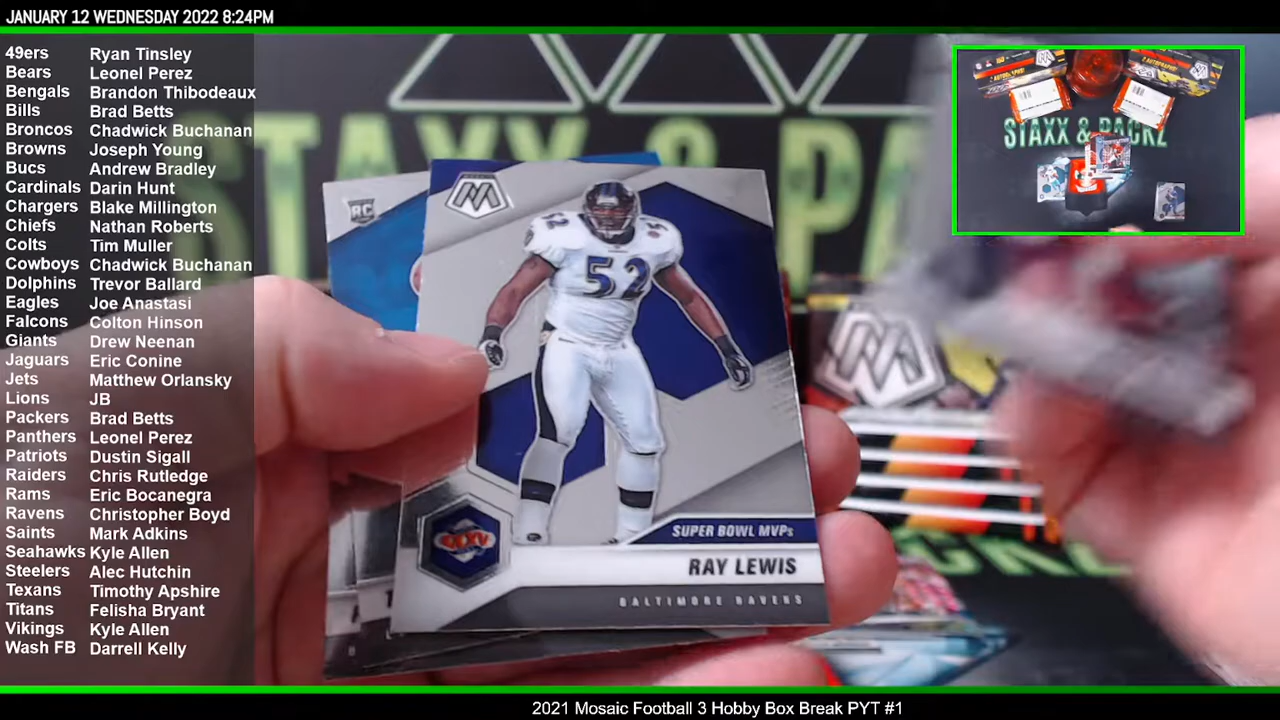 JANUARY 12 WEDNESDAY 2022 8:24PM
49ers Ryan Tinsley
Bears Leonel Perez
Bengals Brandon Thibodeaux
Bills Brad Betts
Broncos Chadwick Buchanan
Browns Joseph Young
Bucs Andrew Bradley
Cardinals Darin Hunt
Chargers Blake Millington
Chiefs Nathan Roberts
Colts Tim Muller
Cowboys Chadwick Buchanan
Dolphins Trevor Ballard
Eagles Joe Anastasi
Falcons Colton Hinson
Giants Drew Neenan
Jaguars Eric Conine
Jets Matthew Orlansky
Lions JB
Packers Brad Betts
Panthers Leonel Perez
Patriots Dustin Sigall
Raiders Chris Rutledge
Rams Eric Bocanegra
Ravens Christopher Boyd
Saints Mark Adkins
Seahawks Kyle Allen
Steelers Alec Hutchin
Texans Timothy Apshire
Titans Felisha Bryant
Vikings Kyle Allen
Wash FB Darrell Kelly
STAXX & PACKZ
STAXX & PA
RC
M
52
52
XXXV
SUPER BOWL MVPs
RAY LEWIS
BALTIMORE RAVENS
2021 Mosaic Football 3 Hobby Box Break PYT #1